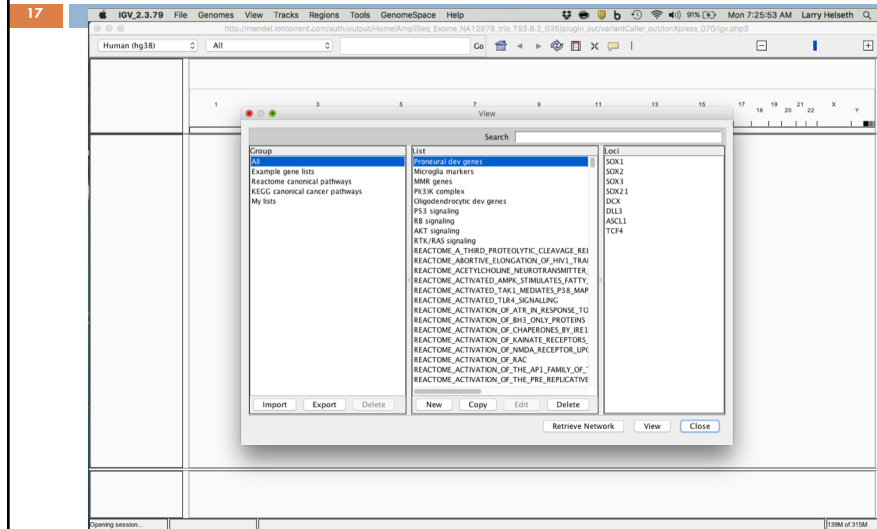 17
IGV_2.3.79 File Genomes View Tracks Regions Tools GenomeSpace Help 91% Mon 7:25:53 AM Larry Helseth
http://mendel.iontorrent.com/auth/output/Home/AmpliSeq_Exome_NA12878_trio_TS3.6.2_035/plugin_out/variantCaller_out/IonXpress_070/igv.php3
Human (hg38) All Go
1 3 5 7 9 11 13 15 17 18 19 20 21 22 X Y
View
Search
Group
All
Example gene lists
Reactome canonical pathways
KEGG canonical cancer pathways
My lists
Import Export Delete
List
Proneural dev genes
Microglia markers
MMR genes
PI(3)K complex
Oligodendrocytic dev genes
P53 signaling
RB signaling
AKT signaling
RTK/RAS signaling
REACTOME_A_THIRD_PROTEOLYTIC_CLEAVAGE_REL
REACTOME_ABORTIVE_ELONGATION_OF_HIV1_TRAI
REACTOME_ACETYLCHOLINE_NEUROTRANSMITTER_
REACTOME_ACTIVATED_AMPK_STIMULATES_FATTY_
REACTOME_ACTIVATED_TAK1_MEDIATES_P38_MAP
REACTOME_ACTIVATED_TLR4_SIGNALLING
REACTOME_ACTIVATION_OF_ATR_IN_RESPONSE_TO
REACTOME_ACTIVATION_OF_BH3_ONLY_PROTEINS
REACTOME_ACTIVATION_OF_CHAPERONES_BY_IRE1
REACTOME_ACTIVATION_OF_KAINATE_RECEPTORS_
REACTOME_ACTIVATION_OF_NMDA_RECEPTOR_UPO
REACTOME_ACTIVATION_OF_RAC
REACTOME_ACTIVATION_OF_THE_AP1_FAMILY_OF_
REACTOME_ACTIVATION_OF_THE_PRE_REPLICATIVE
New Copy Edit Delete
Loci
SOX1
SOX2
SOX3
SOX21
DCX
DLL3
ASCL1
TCF4
Retrieve Network View Close
Opening session... 139M of 315M